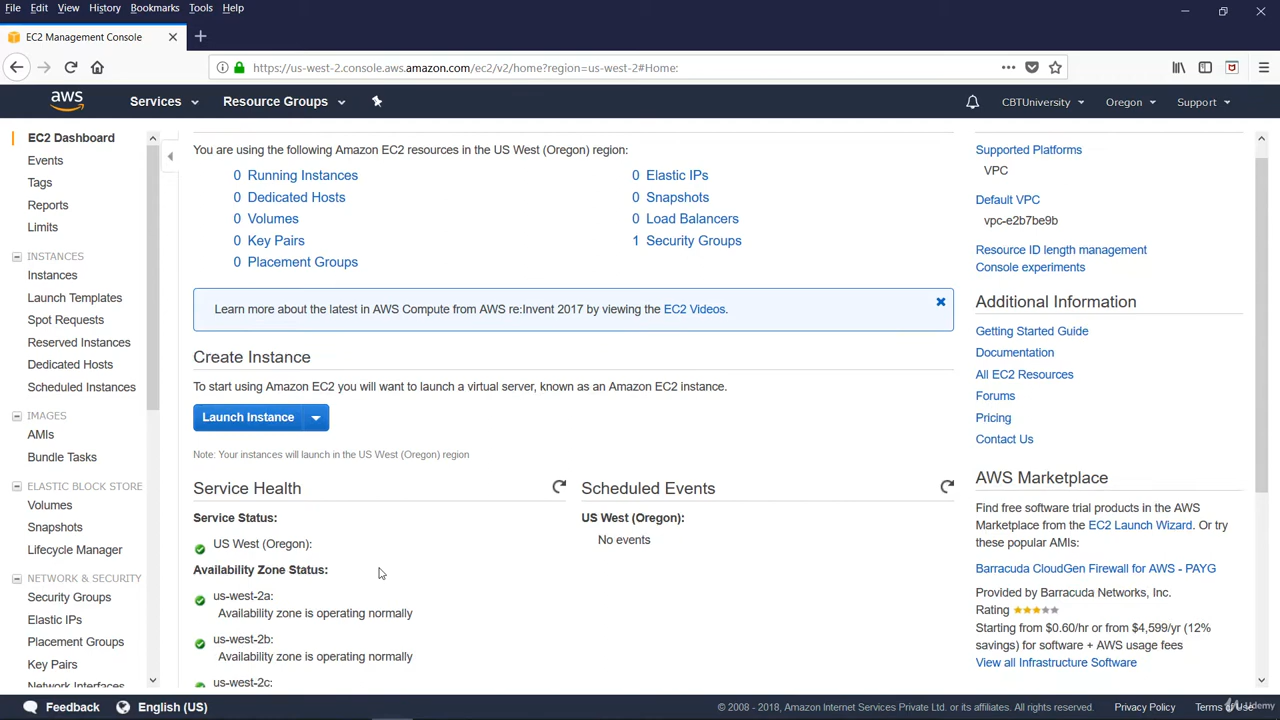 File Edit View History Bookmarks Tools Help
EC2 Management Console
https://us-west-2.console.aws.amazon.com/ec2/v2/home?region=us-west-2#Home:
aws Services Resource Groups CBTUniversity Oregon Support
EC2 Dashboard
Events
Tags
Reports
Limits
INSTANCES
Instances
Launch Templates
Spot Requests
Reserved Instances
Dedicated Hosts
Scheduled Instances
IMAGES
AMIs
Bundle Tasks
ELASTIC BLOCK STORE
Volumes
Snapshots
Lifecycle Manager
NETWORK & SECURITY
Security Groups
Elastic IPs
Placement Groups
Key Pairs
Network Interfaces
You are using the following Amazon EC2 resources in the US West (Oregon) region:
0 Running Instances
0 Dedicated Hosts
0 Volumes
0 Key Pairs
0 Placement Groups
0 Elastic IPs
0 Snapshots
0 Load Balancers
1 Security Groups
Learn more about the latest in AWS Compute from AWS re:Invent 2017 by viewing the EC2 Videos.
Create Instance
To start using Amazon EC2 you will want to launch a virtual server, known as an Amazon EC2 instance.
Launch Instance
Note: Your instances will launch in the US West (Oregon) region
Service Health
Service Status:
US West (Oregon):
Availability Zone Status:
us-west-2a:
Availability zone is operating normally
us-west-2b:
Availability zone is operating normally
us-west-2c:
Scheduled Events
US West (Oregon):
No events
Supported Platforms
VPC
Default VPC
vpc-e2b7be9b
Resource ID length management
Console experiments
Additional Information
Getting Started Guide
Documentation
All EC2 Resources
Forums
Pricing
Contact Us
AWS Marketplace
Find free software trial products in the AWS
Marketplace from the EC2 Launch Wizard. Or try
these popular AMIs:
Barracuda CloudGen Firewall for AWS - PAYG
Provided by Barracuda Networks, Inc.
Rating
Starting from $0.60/hr or from $4,599/yr (12%
savings) for software + AWS usage fees
View all Infrastructure Software
Feedback English (US) © 2008 - 2018, Amazon Internet Services Private Ltd. or its affiliates. All rights reserved. Privacy Policy Terms of Use
Udemy